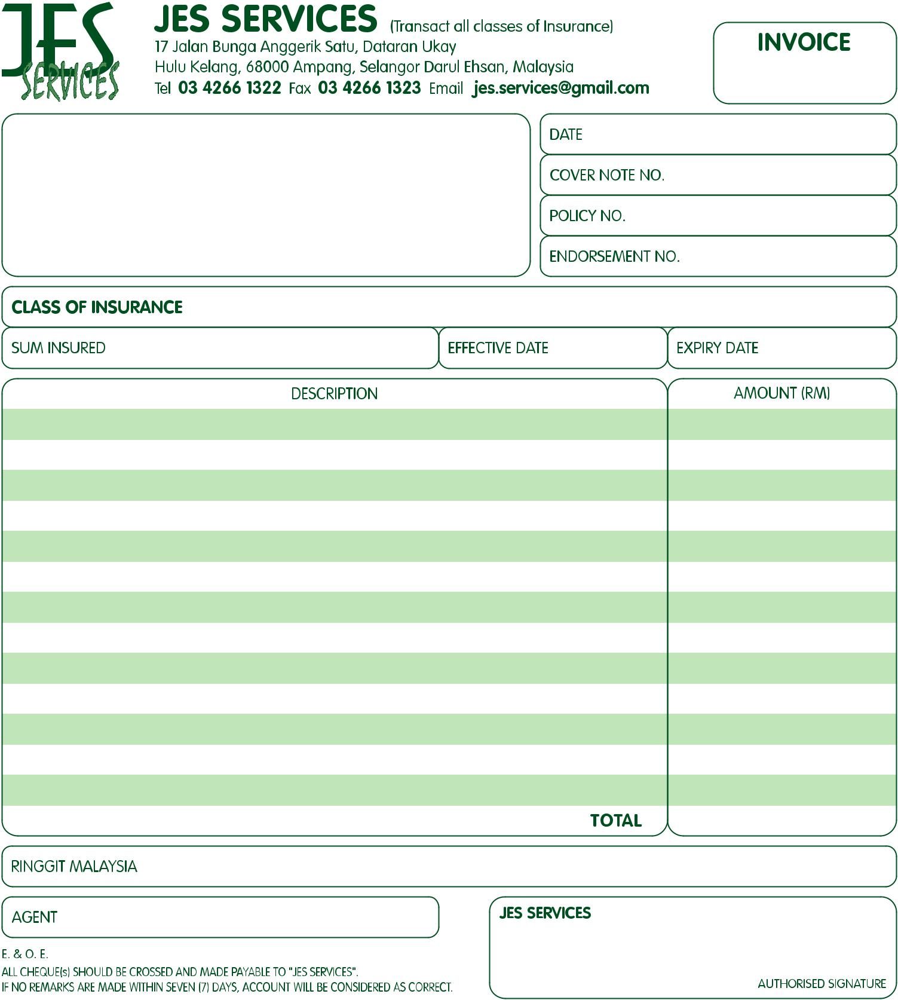 JES
SERVICES
JES SERVICES (Transact all classes of Insurance)
17 Jalan Bunga Anggerik Satu, Dataran Ukay
Hulu Kelang, 68000 Ampang, Selangor Darul Ehsan, Malaysia
Tel 03 4266 1322 Fax 03 4266 1323 Email jes.services@gmail.com
INVOICE
DATE
COVER NOTE NO.
POLICY NO.
ENDORSEMENT NO.
CLASS OF INSURANCE
SUM INSURED EFFECTIVE DATE EXPIRY DATE
DESCRIPTION AMOUNT (RM)
TOTAL
RINGGIT MALAYSIA
AGENT
JES SERVICES
E. & O. E.
ALL CHEQUE(s) SHOULD BE CROSSED AND MADE PAYABLE TO "JES SERVICES".
IF NO REMARKS ARE MADE WITHIN SEVEN (7) DAYS, ACCOUNT WILL BE CONSIDERED AS CORRECT.
AUTHORISED SIGNATURE